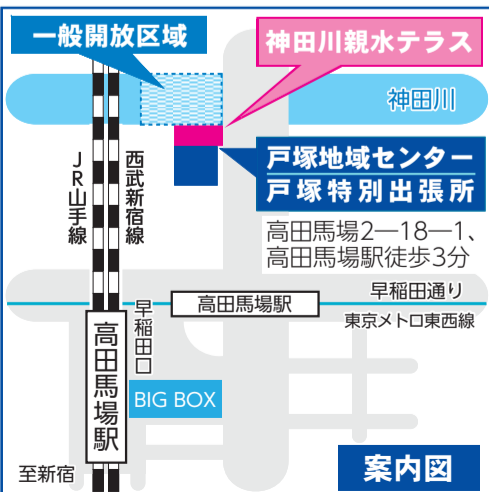 一般開放区域
神田川親水テラス
神田川
JR山手線
西武新宿線
戸塚地域センター
戸塚特別出張所
高田馬場2―18―1、
高田馬場駅徒歩3分
早稲田通り
高田馬場駅
東京メトロ東西線
早稲田口
高田馬場駅
BIG BOX
至新宿
案内図